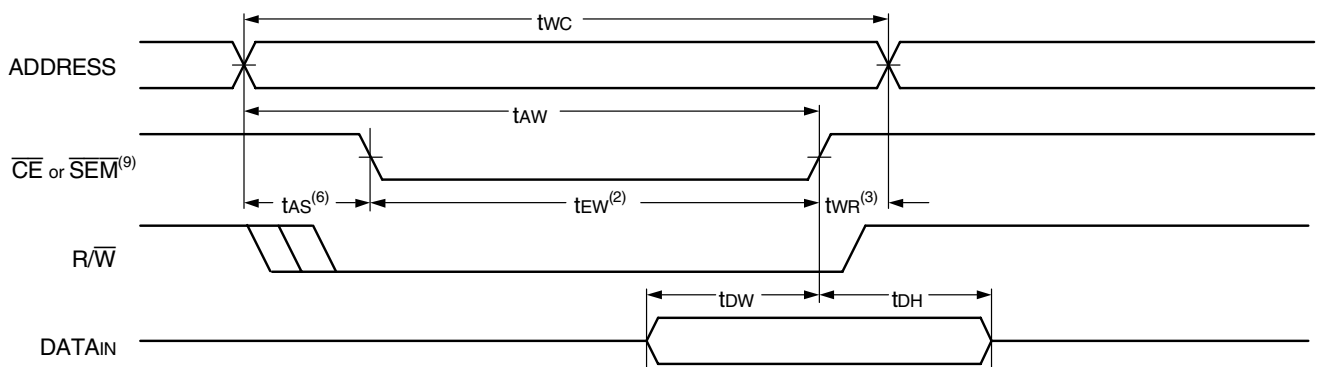 tWC
ADDRESS
tAW
CE or SEM(9)
tAS(6) tEW(2) tWR(3)
R/W
tDW tDH
DATAIN